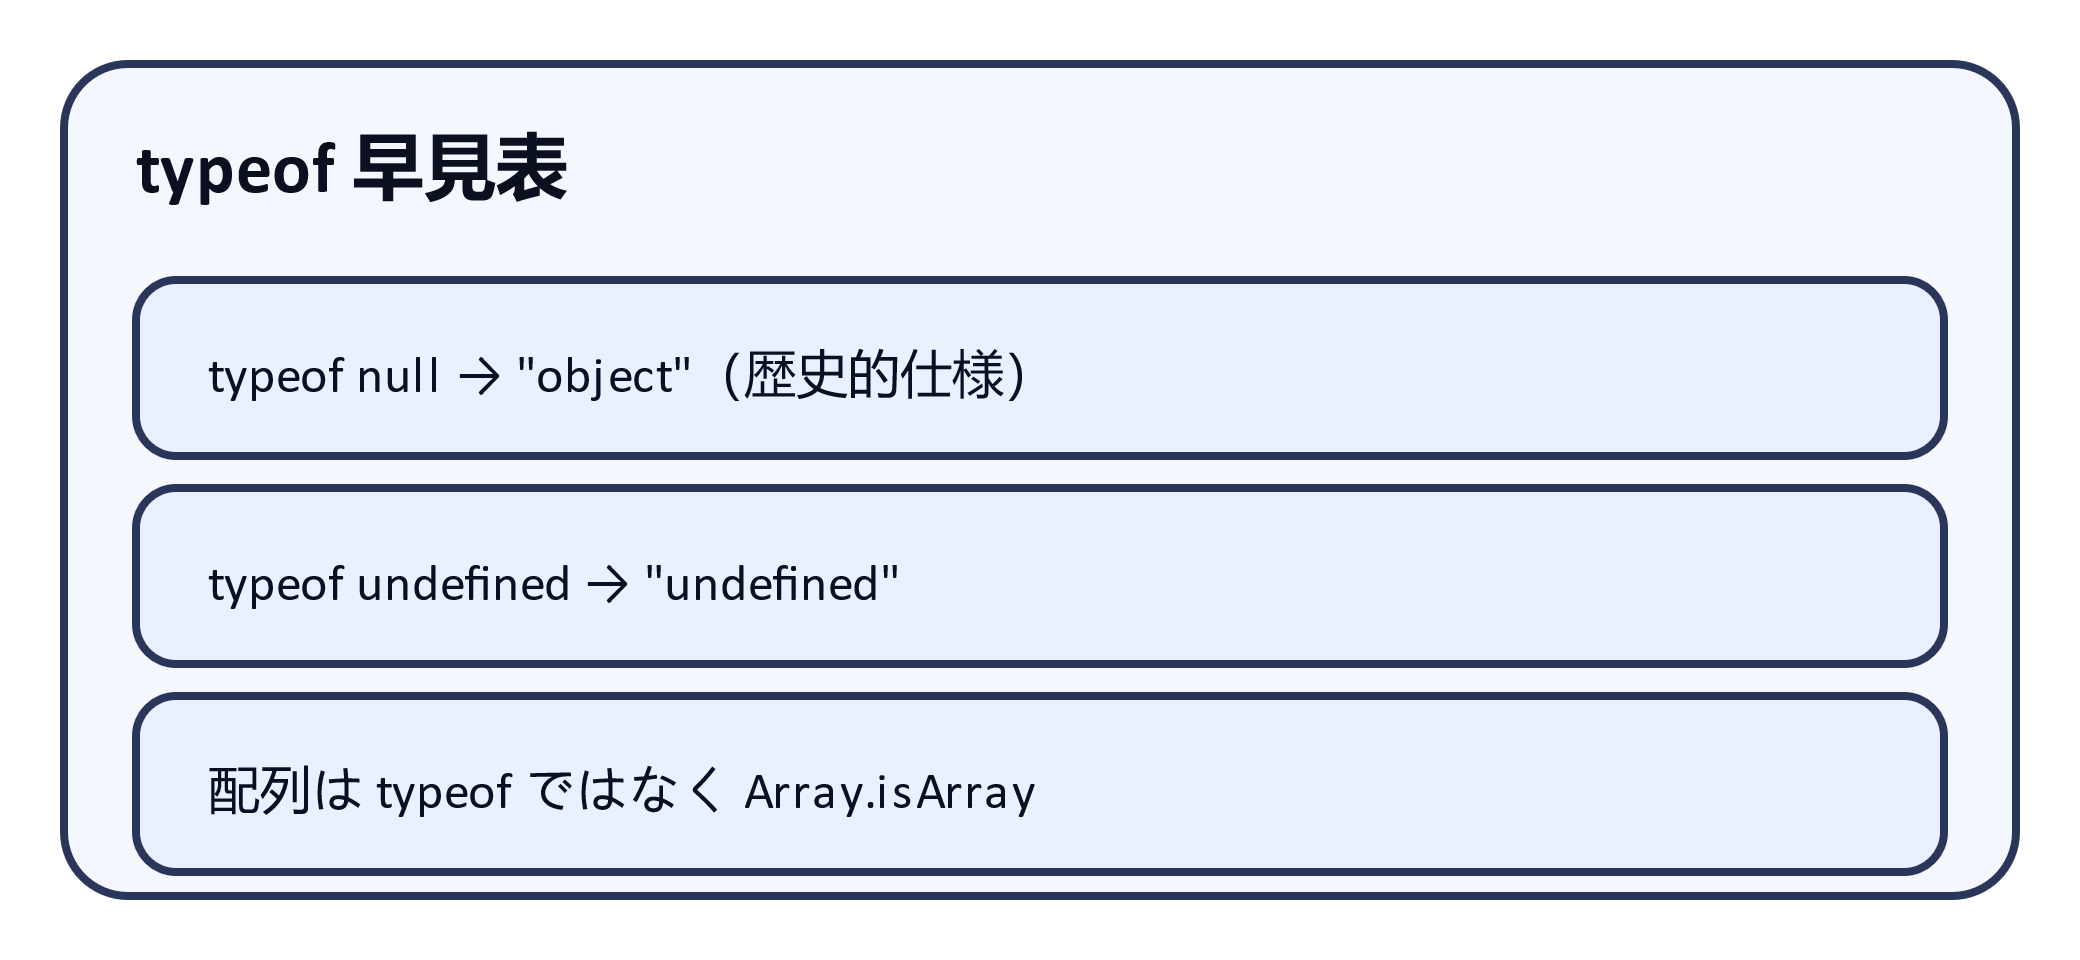 typeof 早見表
typeof null → "object"（歴史的仕様）
typeof undefined → "undefined"
配列は typeof ではなく Array.isArray